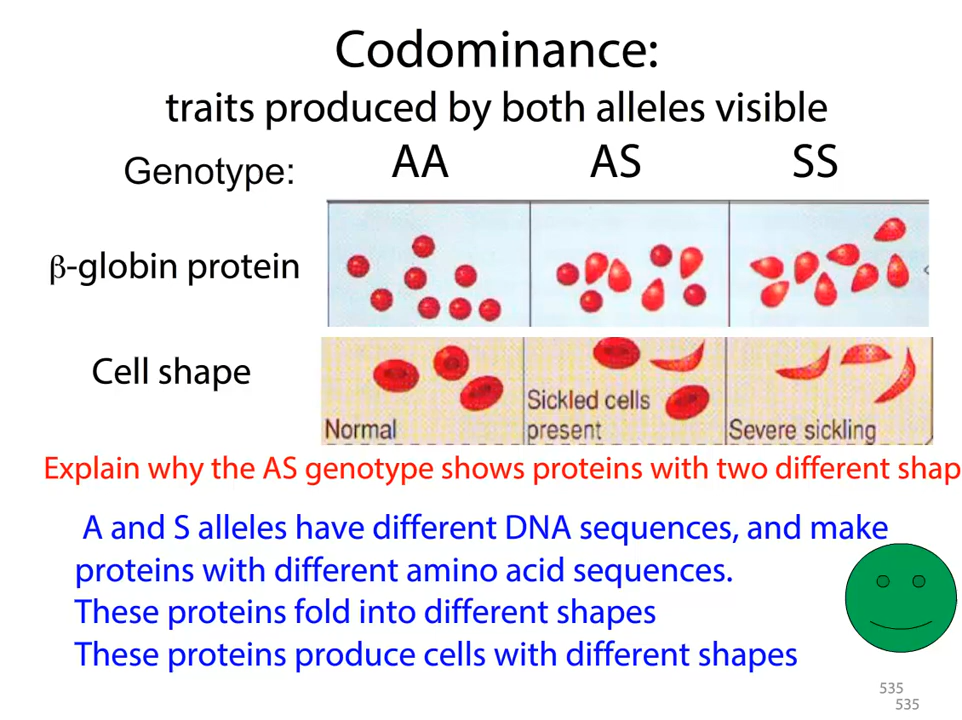 Codominance:
traits produced by both alleles visible
Genotype: AA AS SS
β-globin protein
Cell shape
Normal
Sickled cells
present
Severe sickling
Explain why the AS genotype shows proteins with two different shap
A and S alleles have different DNA sequences, and make
proteins with different amino acid sequences.
These proteins fold into different shapes
These proteins produce cells with different shapes
535
535